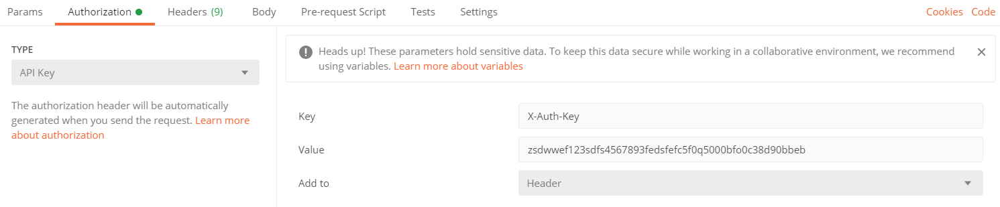 Params Authorization Headers (9) Body Pre-request Script Tests Settings Cookies Code
TYPE
API Key
The authorization header will be automatically
generated when you send the request. Learn more
about authorization
Heads up! These parameters hold sensitive data. To keep this data secure while working in a collaborative environment, we recommend
using variables. Learn more about variables
Key X-Auth-Key
Value zsdwwef123sdfs4567893fedsfefc5f0q5000bfo0c38d90bbeb
Add to Header